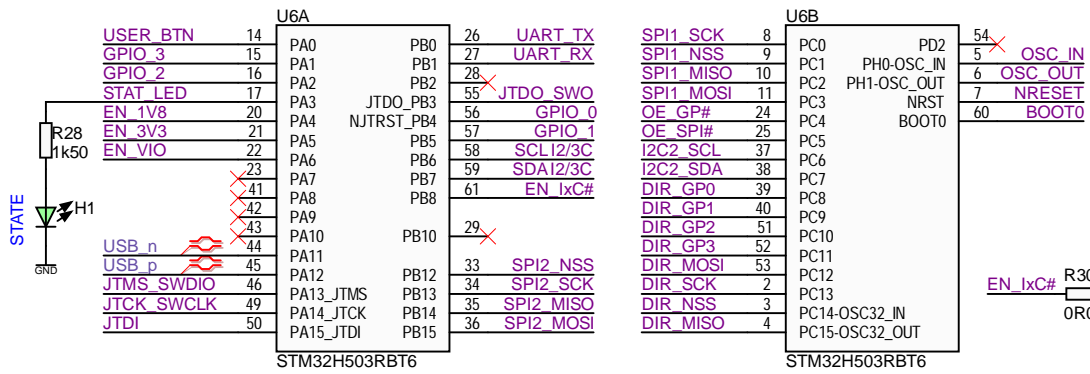 U6A
USER_BTN 14 PA0 PB0 26 UART_TX
GPIO_3 15 PA1 PB1 27 UART_RX
GPIO_2 16 PA2 PB2 28
STAT_LED 17 PA3 JTDO_PB3 55 JTDO_SWO
EN_1V8 20 PA4 NJTRST_PB4 56 GPIO_0
EN_3V3 21 PA5 PB5 57 GPIO_1
EN_VIO 22 PA6 PB6 58 SCLI2/3C
23 PA7 PB7 59 SDAI2/3C
41 PA8 PB8 61 EN_IxC#
42 PA9
43 PA10 PB10 29
USB_n 44 PA11
USB_p 45 PA12 PB12 33 SPI2_NSS
JTMS_SWDIO 46 PA13_JTMS PB13 34 SPI2_SCK
JTCK_SWCLK 49 PA14_JTCK PB14 35 SPI2_MISO
JTDI 50 PA15_JTDI PB15 36 SPI2_MOSI
STM32H503RBT6
R28
1k50
H1
STATE
GND
U6B
SPI1_SCK 8 PC0 PD2 54
SPI1_NSS 9 PC1 PH0-OSC_IN 5 OSC_IN
SPI1_MISO 10 PC2 PH1-OSC_OUT 6 OSC_OUT
SPI1_MOSI 11 PC3 NRST 7 NRESET
OE_GP# 24 PC4 BOOT0 60 BOOT0
OE_SPI# 25 PC5
I2C2_SCL 37 PC6
I2C2_SDA 38 PC7
DIR_GP0 39 PC8
DIR_GP1 40 PC9
DIR_GP2 51 PC10
DIR_GP3 52 PC11
DIR_MOSI 53 PC12
DIR_SCK 2 PC13
DIR_NSS 3 PC14-OSC32_IN
DIR_MISO 4 PC15-OSC32_OUT
STM32H503RBT6
EN_IxC#